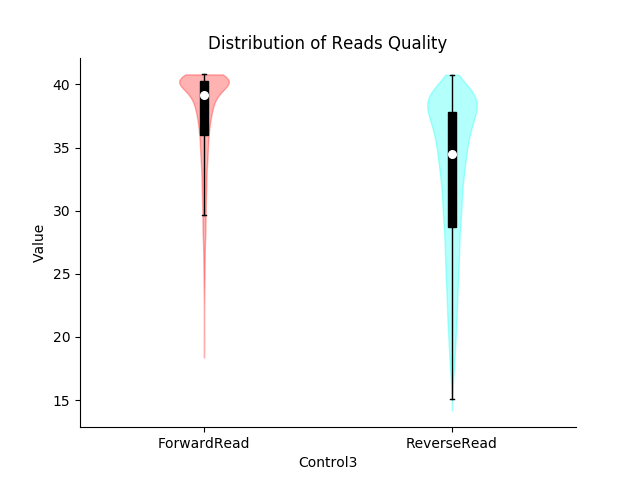 Distribution of Reads Quality
40
35
30
25
20
15
Value
ForwardRead ReverseRead
Control3